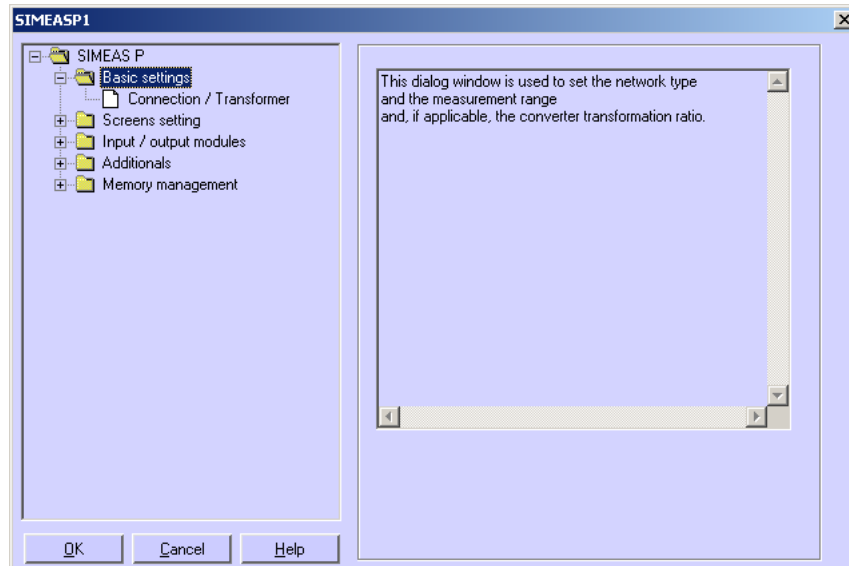 SIMEASP1
SIMEAS P
Basic settings
Connection / Transformer
Screens setting
Input / output modules
Additionals
Memory management
This dialog window is used to set the network type
and the measurement range
and, if applicable, the converter transformation ratio.
OK Cancel Help